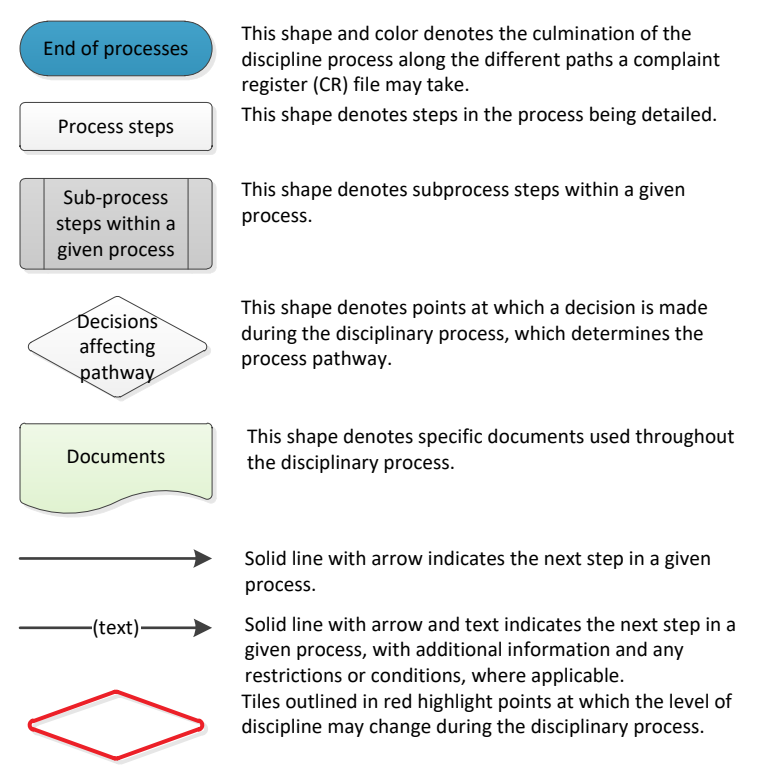 End of processes
This shape and color denotes the culmination of the
discipline process along the different paths a complaint
register (CR) file may take.
Process steps
This shape denotes steps in the process being detailed.
Sub-process
steps within a
given process
This shape denotes subprocess steps within a given
process.
Decisions
affecting
pathway
This shape denotes points at which a decision is made
during the disciplinary process, which determines the
process pathway.
Documents
This shape denotes specific documents used throughout
the disciplinary process.
Solid line with arrow indicates the next step in a given
process.
(text)
Solid line with arrow and text indicates the next step in a
given process, with additional information and any
restrictions or conditions, where applicable.
Tiles outlined in red highlight points at which the level of
discipline may change during the disciplinary process.